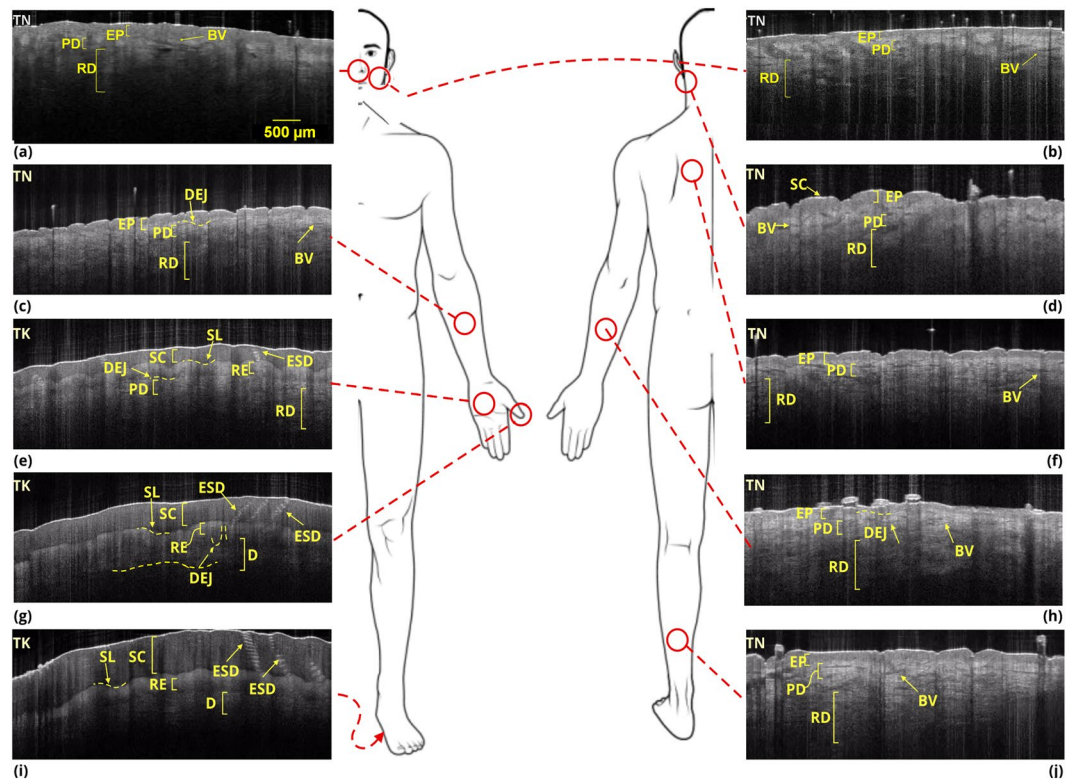 TN
EP
BV
PD
RD
500 µm
(a)
TN
EP
PD
RD
BV
(b)
TN
DEJ
EP
PD
RD
BV
(c)
TN
SC
EP
BV
PD
RD
(d)
TK
SL
SC
ESD
DEJ
RE
PD
RD
(e)
TN
EP
PD
RD
BV
(f)
TK
ESD
SL
SC
ESD
RE
D
DEJ
(g)
TN
EP
PD
DEJ
BV
RD
(h)
TK
SC
SL
ESD
RE
ESD
D
(i)
TN
EP
PD
BV
RD
(j)